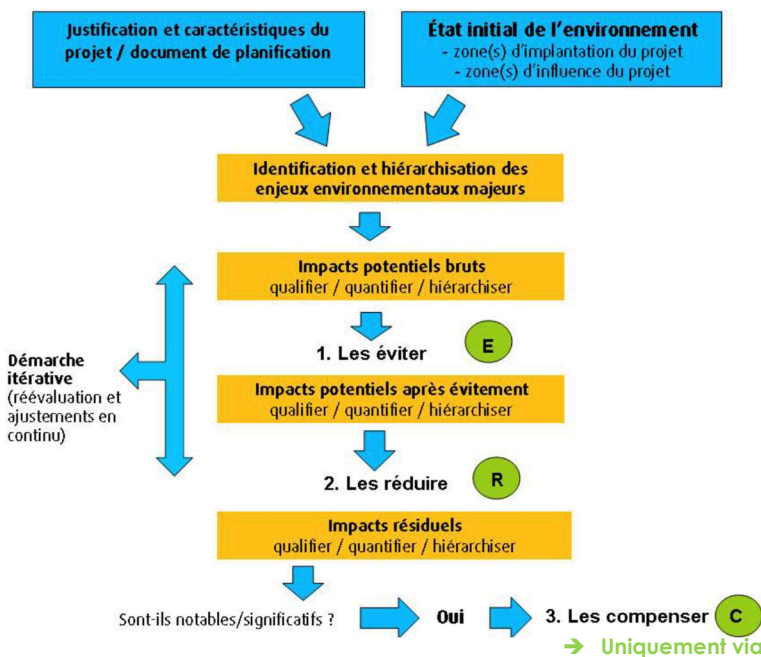 Justification et caractéristiques du
projet / document de planification
État initial de l'environnement
- zone(s) d'implantation du projet
- zone(s) d'influence du projet
Identification et hiérarchisation des
enjeux environnementaux majeurs
Impacts potentiels bruts
qualifier / quantifier / hiérarchiser
1. Les éviter
E
Démarche
itérative
(réévaluation et
ajustements en
continu)
Impacts potentiels après évitement
qualifier / quantifier / hiérarchiser
2. Les réduire
R
Impacts résiduels
qualifier / quantifier / hiérarchiser
Sont-ils notables/significatifs ?
Oui
3. Les compenser
C
➔ Uniquement via